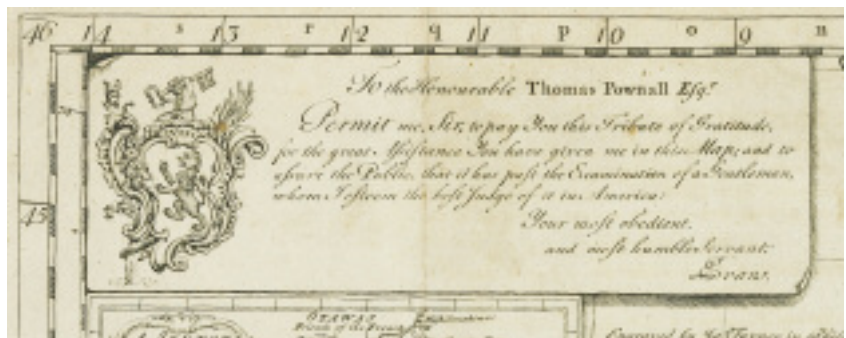 46 14 s 13 r 12 q 11 p 10 o 9 n
To the Honourable Thomas Pownall Esqr.
Permit me, Sir, to pay You this Tribute of Gratitude,
for the great Assistance You have given me in this Map; and to
assure the Public, that it has past the Examination of a Gentleman,
whom I esteem the best Judge of it in America:
Your most obedient,
and most humble Servant,
L Evans.
45
OTAWAS
Engraved by Jas Turner in